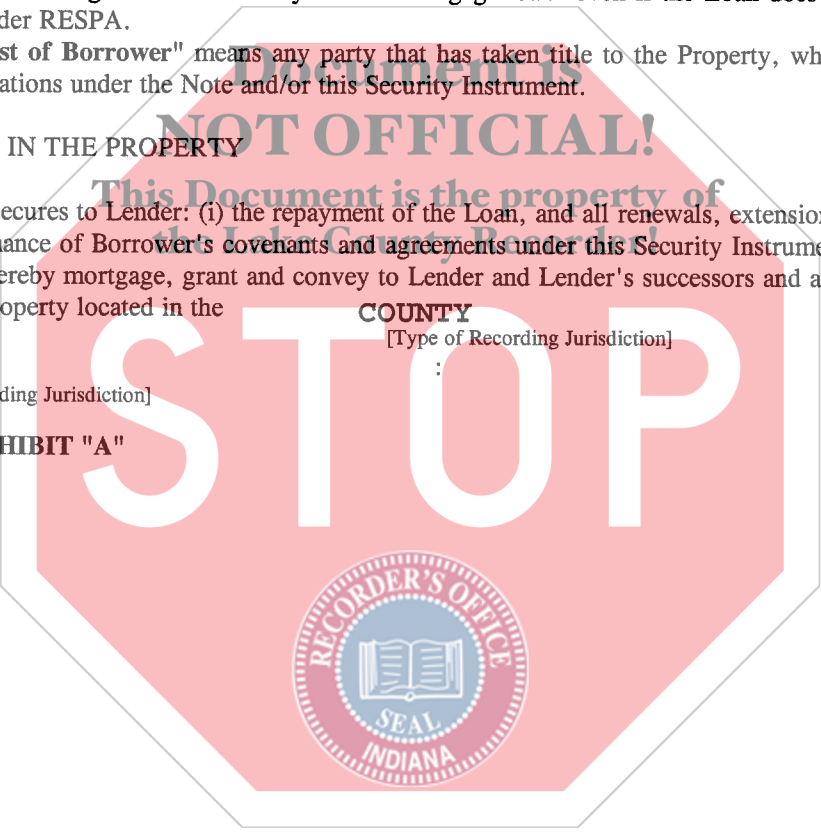 der RESPA.
st of Borrower" means any party that has taken title to the Property, wh
ations under the Note and/or this Security Instrument.
IN THE PROPERTY
ecures to Lender: (i) the repayment of the Loan, and all renewals, extension
ance of Borrower's covenants and agreements under this Security Instrume
ereby mortgage, grant and convey to Lender and Lender's successors and a
operty located in the COUNTY
[Type of Recording Jurisdiction]
:
ding Jurisdiction]
HIBIT "A"
Document is
NOT OFFICIAL!
This Document is the property of
the Lake County Recorder!
STOP
RECORDER'S OFFICE
SEAL
INDIANA